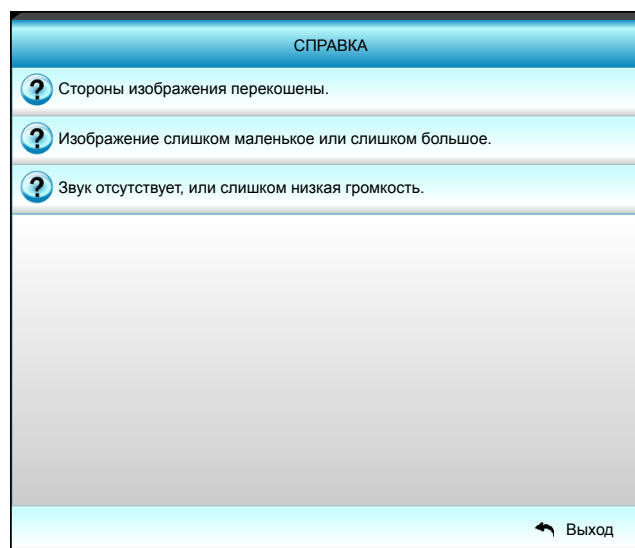 СПРАВКА
Стороны изображения перекошены.
Изображение слишком маленькое или слишком большое.
Звук отсутствует, или слишком низкая громкость.
Выход